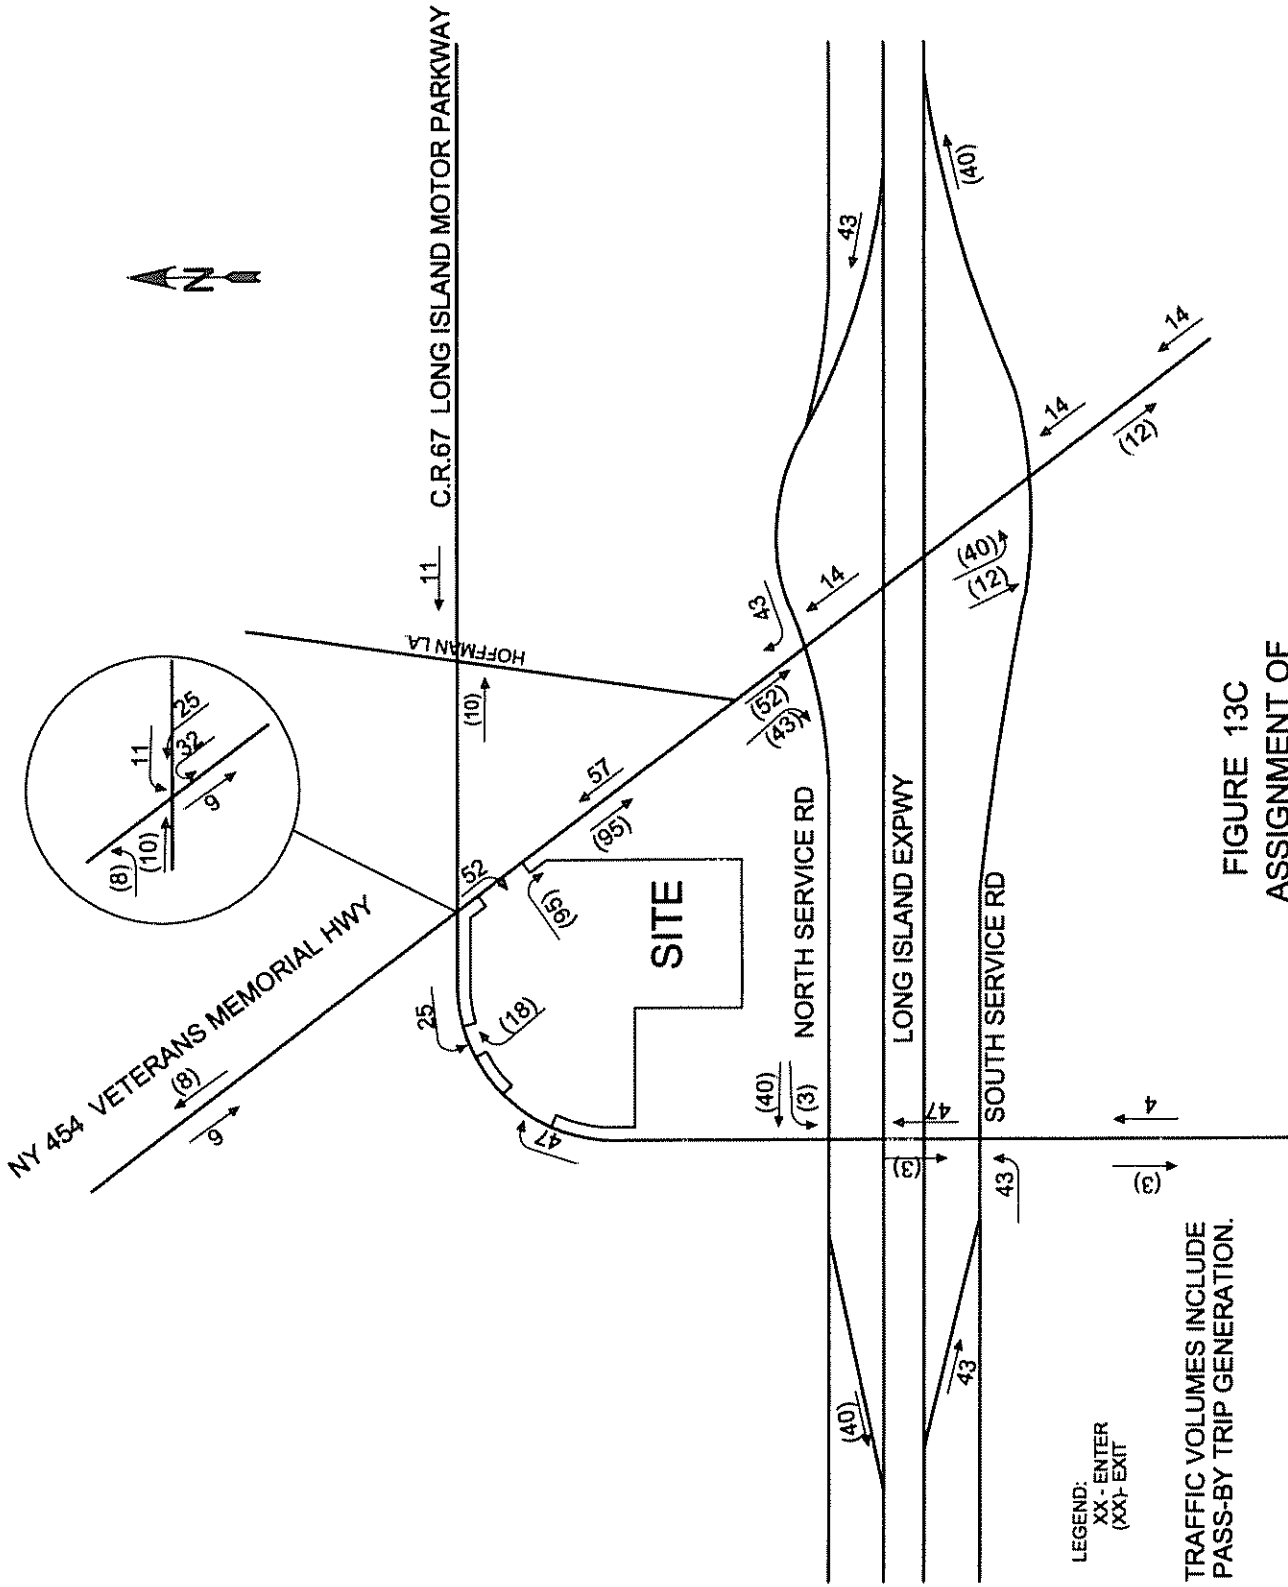 C.R.67 LONG ISLAND MOTOR PARKWAY
N
NY 454 VETERANS MEMORIAL HWY
HOFFMAN LA.
11
(10)
11
25
32
9
(10)
(8)
(8)
9
52
(95)
57
(95)
25
(18)
47
SITE
43
43
14
(52)
(43)
NORTH SERVICE RD
LONG ISLAND EXPWY
SOUTH SERVICE RD
(40)
(3)
47
(3)
43
4
(3)
(40)
43
(40)
(40)
(12)
14
(12)
14
LEGEND:
XX - ENTER
(XX)- EXIT
TRAFFIC VOLUMES INCLUDE
PASS-BY TRIP GENERATION.
FIGURE 13C
ASSIGNMENT OF